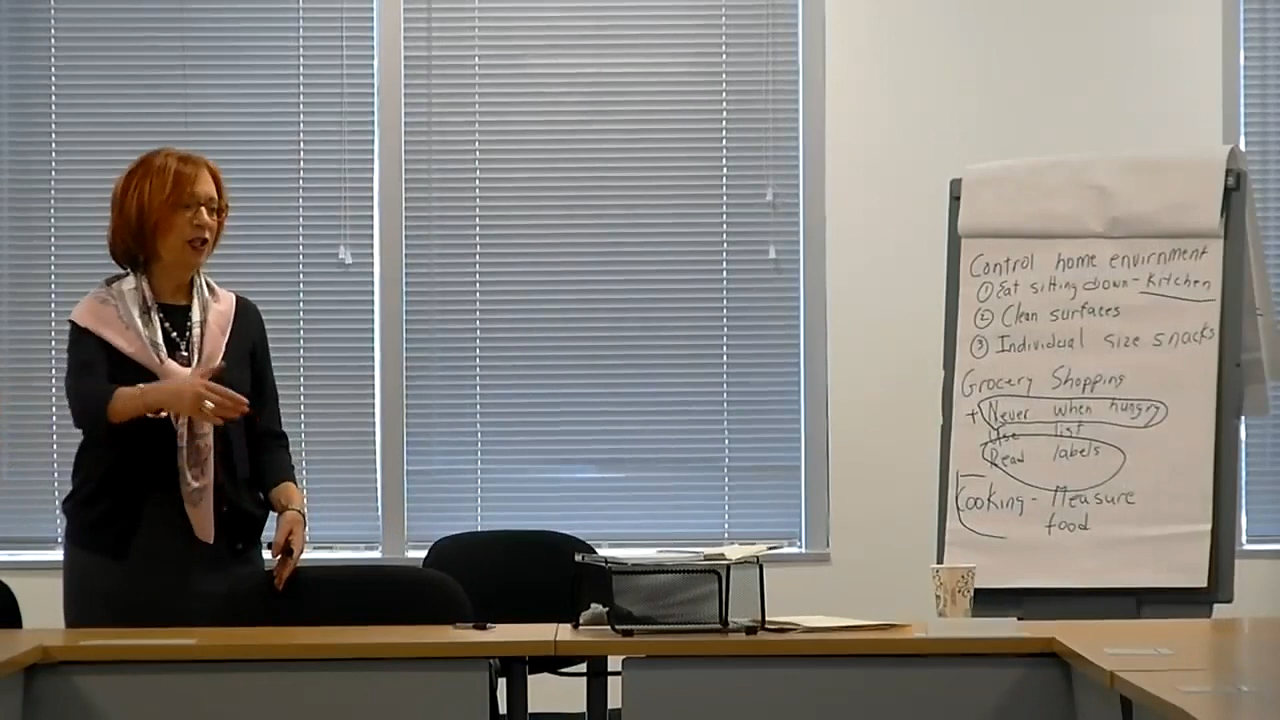 Control home envirnment
① Eat sitting down - Kitchen
② Clean surfaces
③ Individual size snacks
Grocery Shopping
+ Never when hungry
Use list
Read labels
Cooking - Measure
food